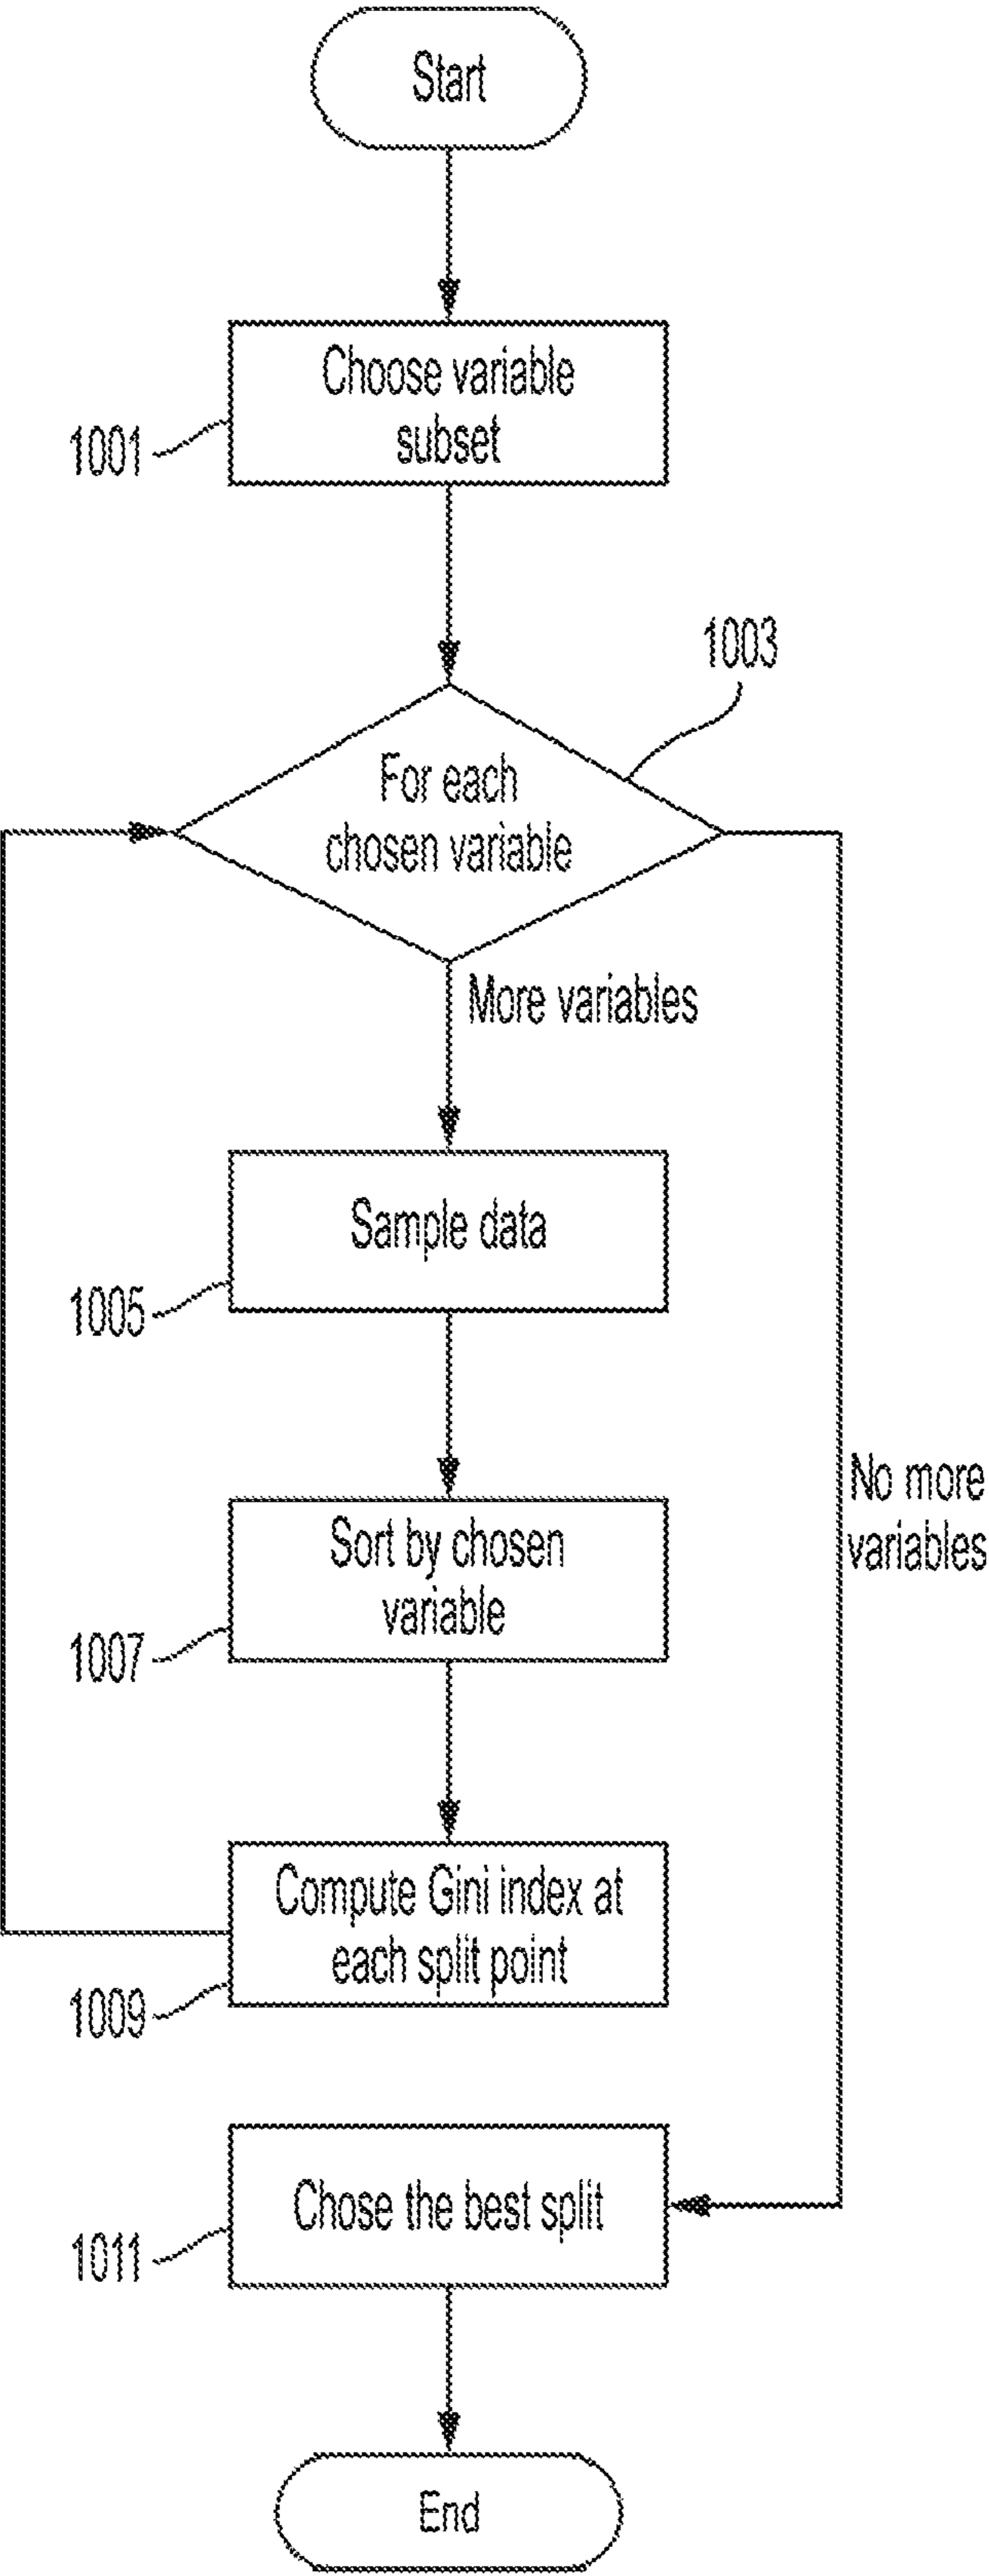 Start
Choose variable
subset
1001
1003
For each
chosen variable
More variables
Sample data
1005
No more
variables
Sort by chosen
variable
1007
Compute Gini index at
each split point
1009
Chose the best split
1011
End